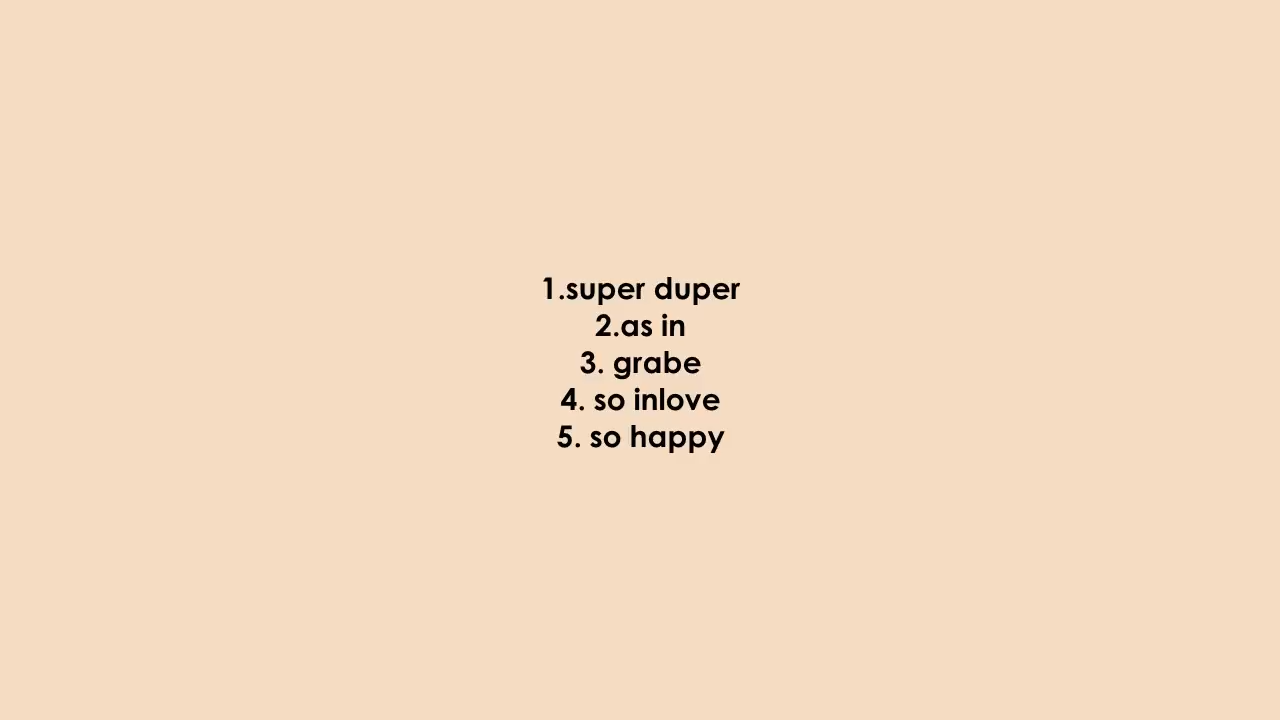 1.super duper
2.as in
3. grabe
4. so inlove
5. so happy